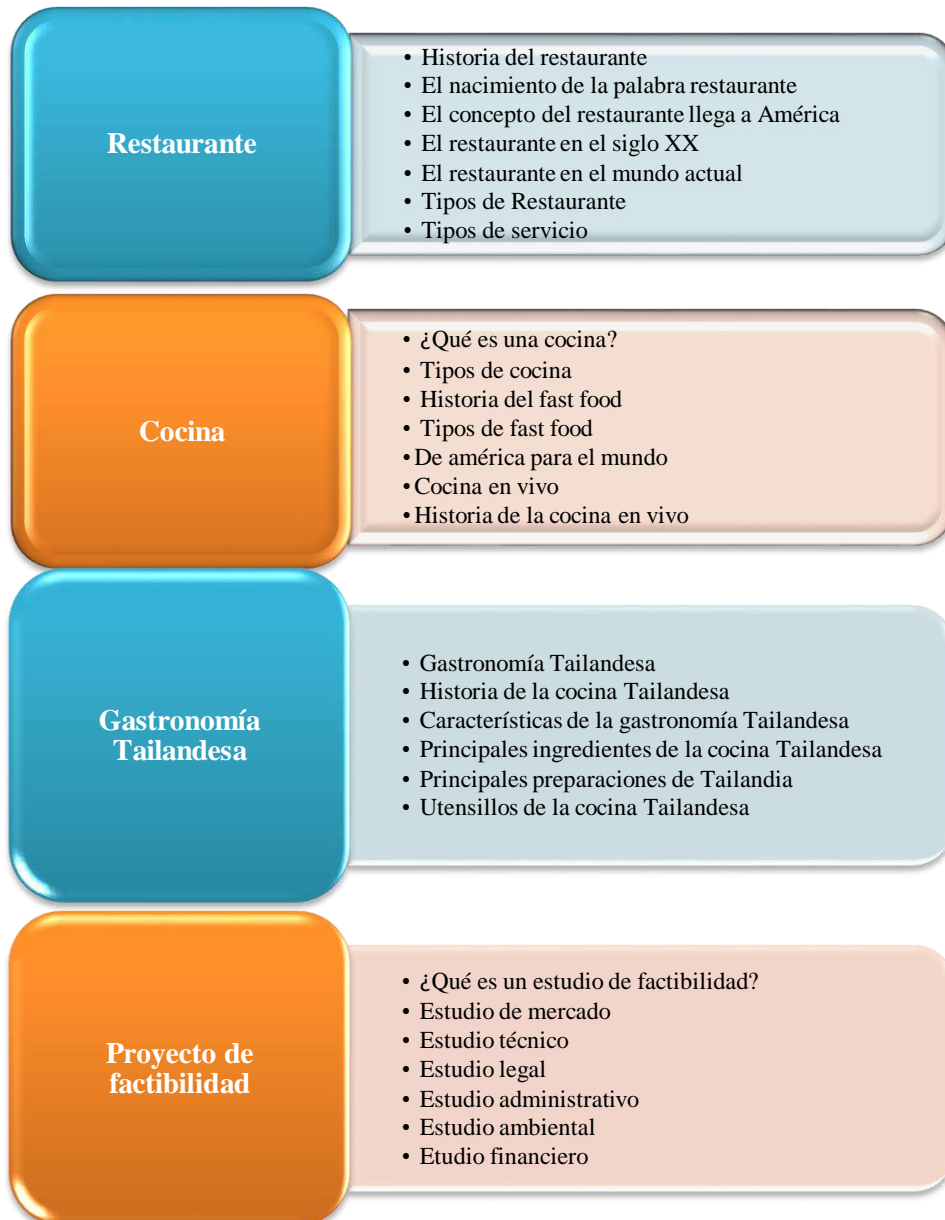 Restaurante
• Historia del restaurante
• El nacimiento de la palabra restaurante
• El concepto del restaurante llega a América
• El restaurante en el siglo XX
• El restaurante en el mundo actual
• Tipos de Restaurante
• Tipos de servicio
Cocina
• ¿Qué es una cocina?
• Tipos de cocina
• Historia del fast food
• Tipos de fast food
• De américa para el mundo
• Cocina en vivo
• Historia de la cocina en vivo
Gastronomía
Tailandesa
• Gastronomía Tailandesa
• Historia de la cocina Tailandesa
• Características de la gastronomía Tailandesa
• Principales ingredientes de la cocina Tailandesa
• Principales preparaciones de Tailandia
• Utensillos de la cocina Tailandesa
Proyecto de
factibilidad
• ¿Qué es un estudio de factibilidad?
• Estudio de mercado
• Estudio técnico
• Estudio legal
• Estudio administrativo
• Estudio ambiental
• Etudio financiero